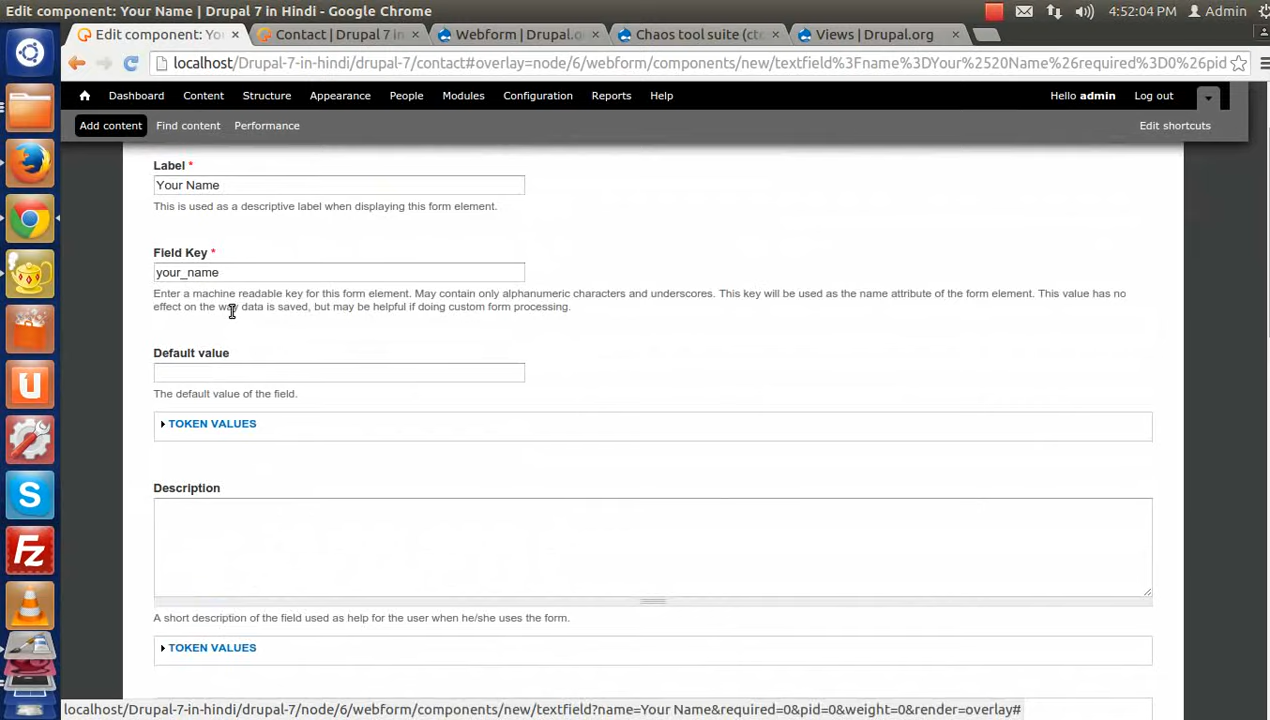 Edit component: Your Name | Drupal 7 in Hindi - Google Chrome
4:52:04 PM
Admin
Edit component: Yo
Contact | Drupal 7 in
Webform | Drupal.or
Chaos tool suite (cto
Views | Drupal.org
localhost/Drupal-7-in-hindi/drupal-7/contact#overlay=node/6/webform/components/new/textfield%3Fname%3DYour%2520Name%26required%3D0%26pid
Dashboard Content Structure Appearance People Modules Configuration Reports Help
Hello admin Log out
Add content Find content Performance
Edit shortcuts
Label *
Your Name
This is used as a descriptive label when displaying this form element.
Field Key *
your_name
Enter a machine readable key for this form element. May contain only alphanumeric characters and underscores. This key will be used as the name attribute of the form element. This value has no
effect on the way data is saved, but may be helpful if doing custom form processing.
Default value
The default value of the field.
TOKEN VALUES
Description
A short description of the field used as help for the user when he/she uses the form.
TOKEN VALUES
localhost/Drupal-7-in-hindi/drupal-7/node/6/webform/components/new/textfield?name=Your Name&required=0&pid=0&weight=0&render=overlay#